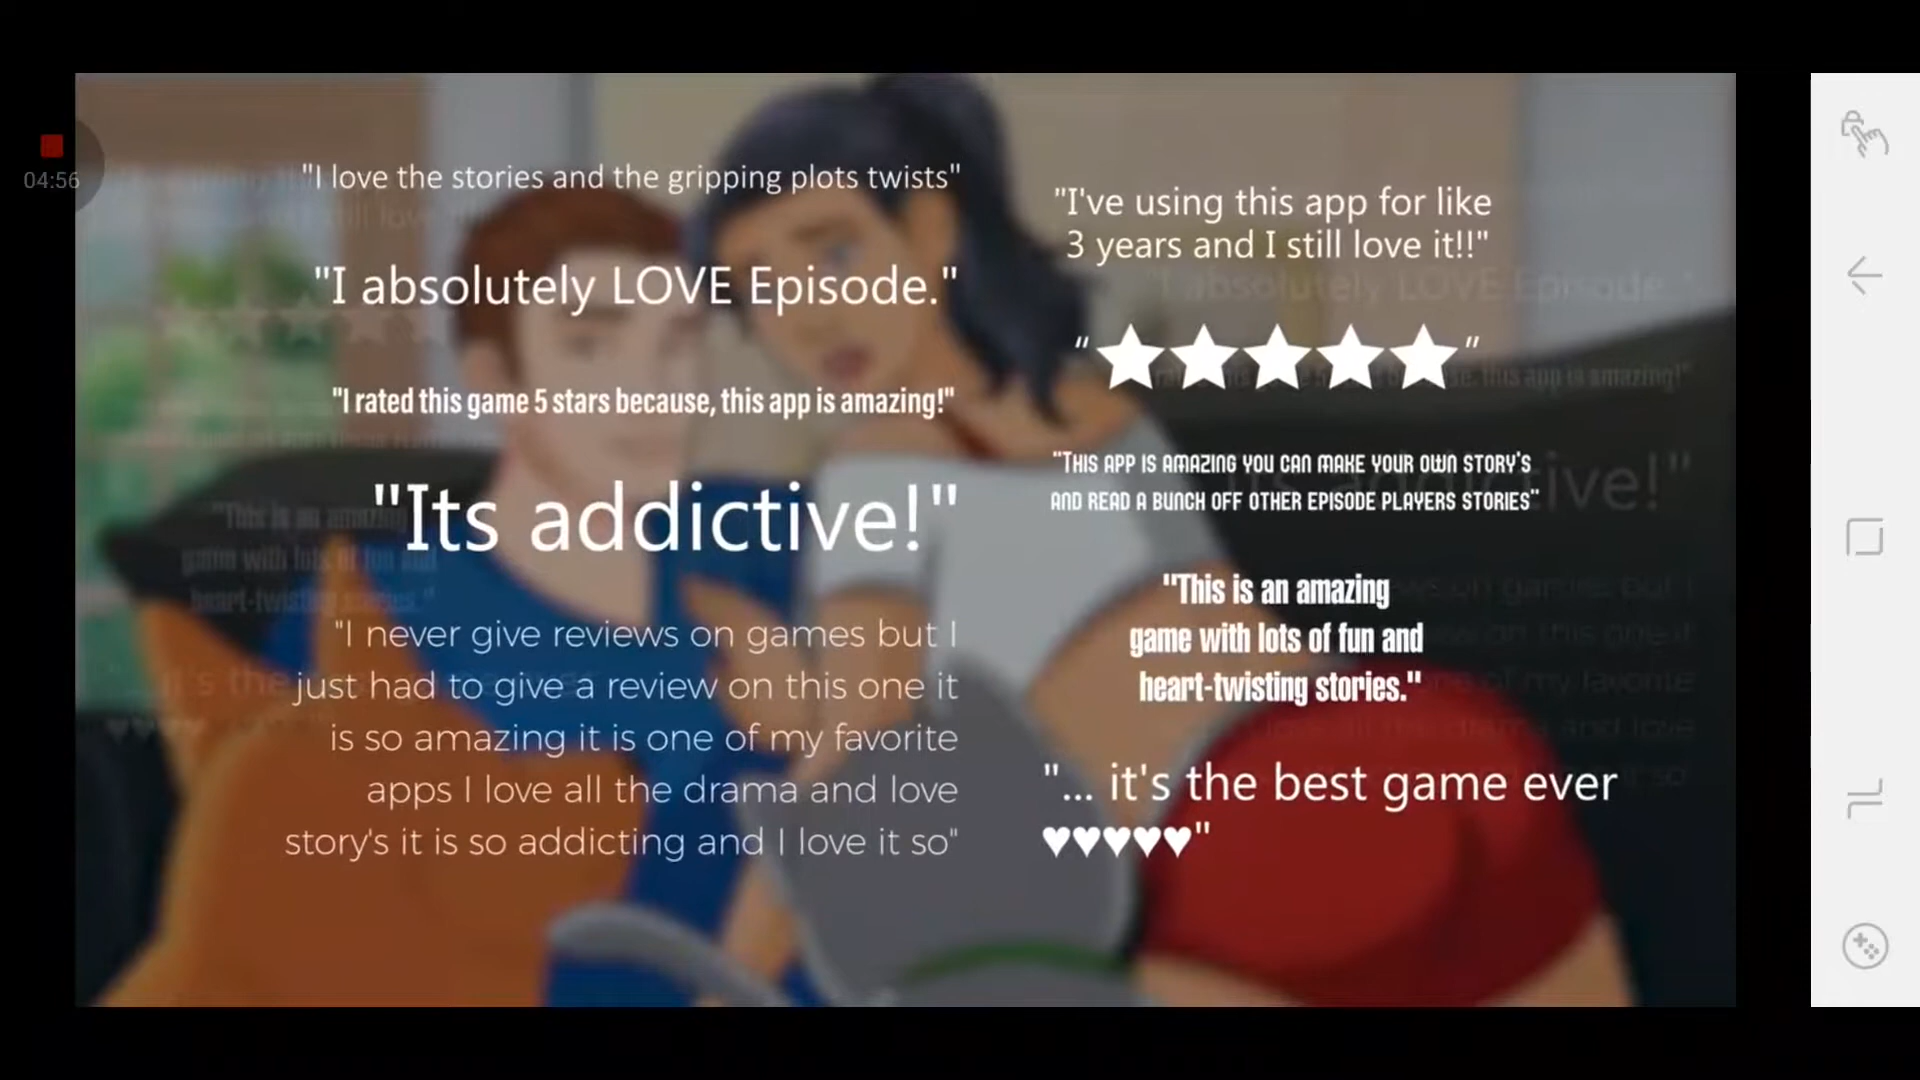 04:56
"I love the stories and the gripping plots twists"
"I absolutely LOVE Episode."
"I rated this game 5 stars because, this app is amazing!"
"Its addictive!"
"I never give reviews on games but I
just had to give a review on this one it
is so amazing it is one of my favorite
apps I love all the drama and love
story's it is so addicting and I love it so"
"I've using this app for like
3 years and I still love it!!"
“★★★★★”
"THIS APP IS AMAZING YOU CAN MAKE YOUR OWN STORY'S
AND READ A BUNCH OFF OTHER EPISODE PLAYERS STORIES"
"This is an amazing
game with lots of fun and
heart-twisting stories."
"... it's the best game ever
♥♥♥♥♥"